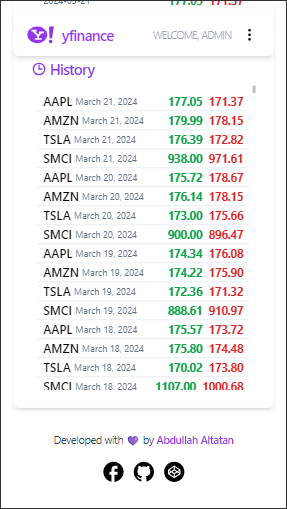 2024-03-21 177.05 171.37
Y! yfinance WELCOME, ADMIN
History
AAPL March 21, 2024 177.05 171.37
AMZN March 21, 2024 179.99 178.15
TSLA March 21, 2024 176.39 172.82
SMCI March 21, 2024 938.00 971.61
AAPL March 20, 2024 175.72 178.67
AMZN March 20, 2024 176.14 178.15
TSLA March 20, 2024 173.00 175.66
SMCI March 20, 2024 900.00 896.47
AAPL March 19, 2024 174.34 176.08
AMZN March 19, 2024 174.22 175.90
TSLA March 19, 2024 172.36 171.32
SMCI March 19, 2024 888.61 910.97
AAPL March 18, 2024 175.57 173.72
AMZN March 18, 2024 175.80 174.48
TSLA March 18, 2024 170.02 173.80
SMCI March 18, 2024 1107.00 1000.68
Developed with 💜 by Abdullah Altatan